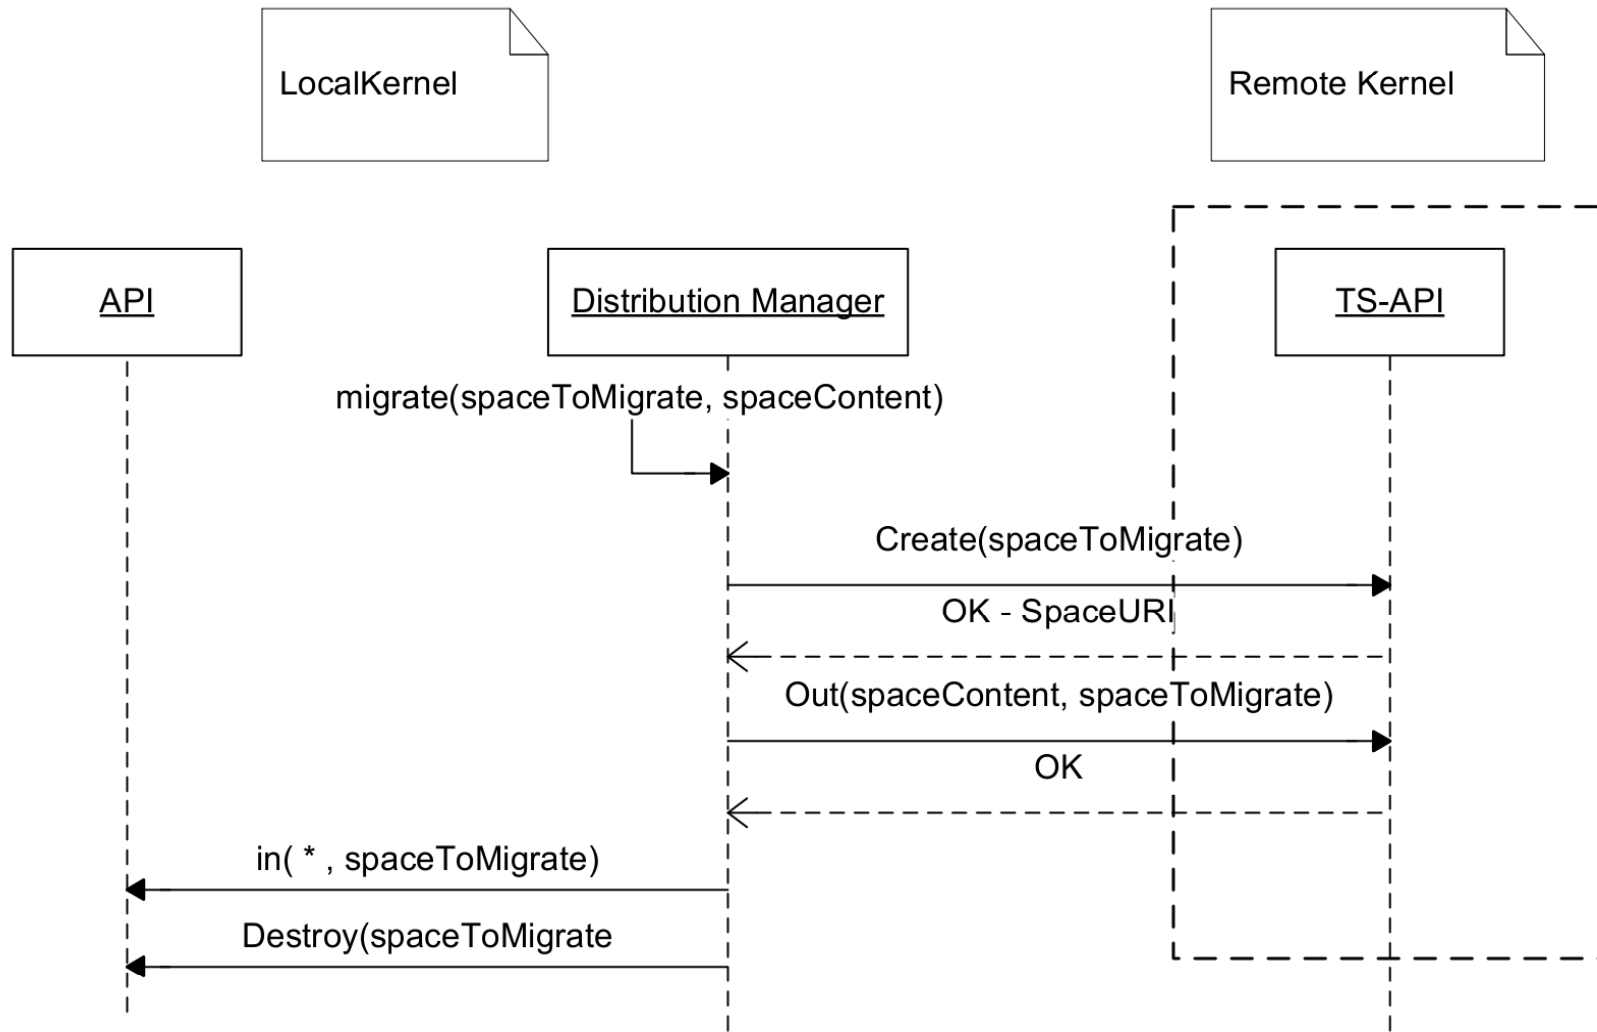 LocalKernel
Remote Kernel
API
Distribution Manager
TS-API
migrate(spaceToMigrate, spaceContent)
Create(spaceToMigrate)
OK - SpaceURI
Out(spaceContent, spaceToMigrate)
OK
in( * , spaceToMigrate)
Destroy(spaceToMigrate